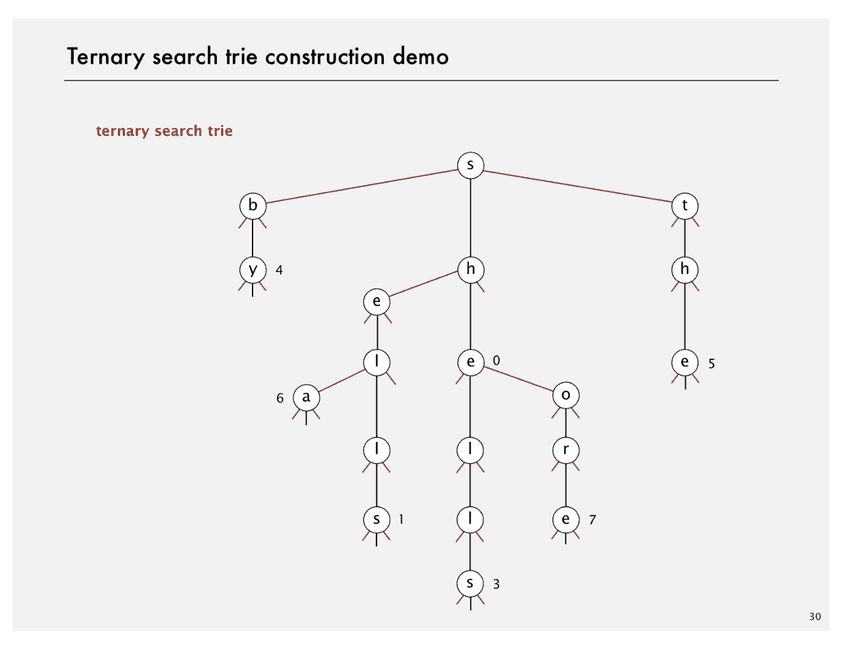 Ternary search trie construction demo
ternary search trie
s
b t
y 4 h h
e
l e 0 e 5
6 a o
l l r
s 1 l e 7
s 3
30